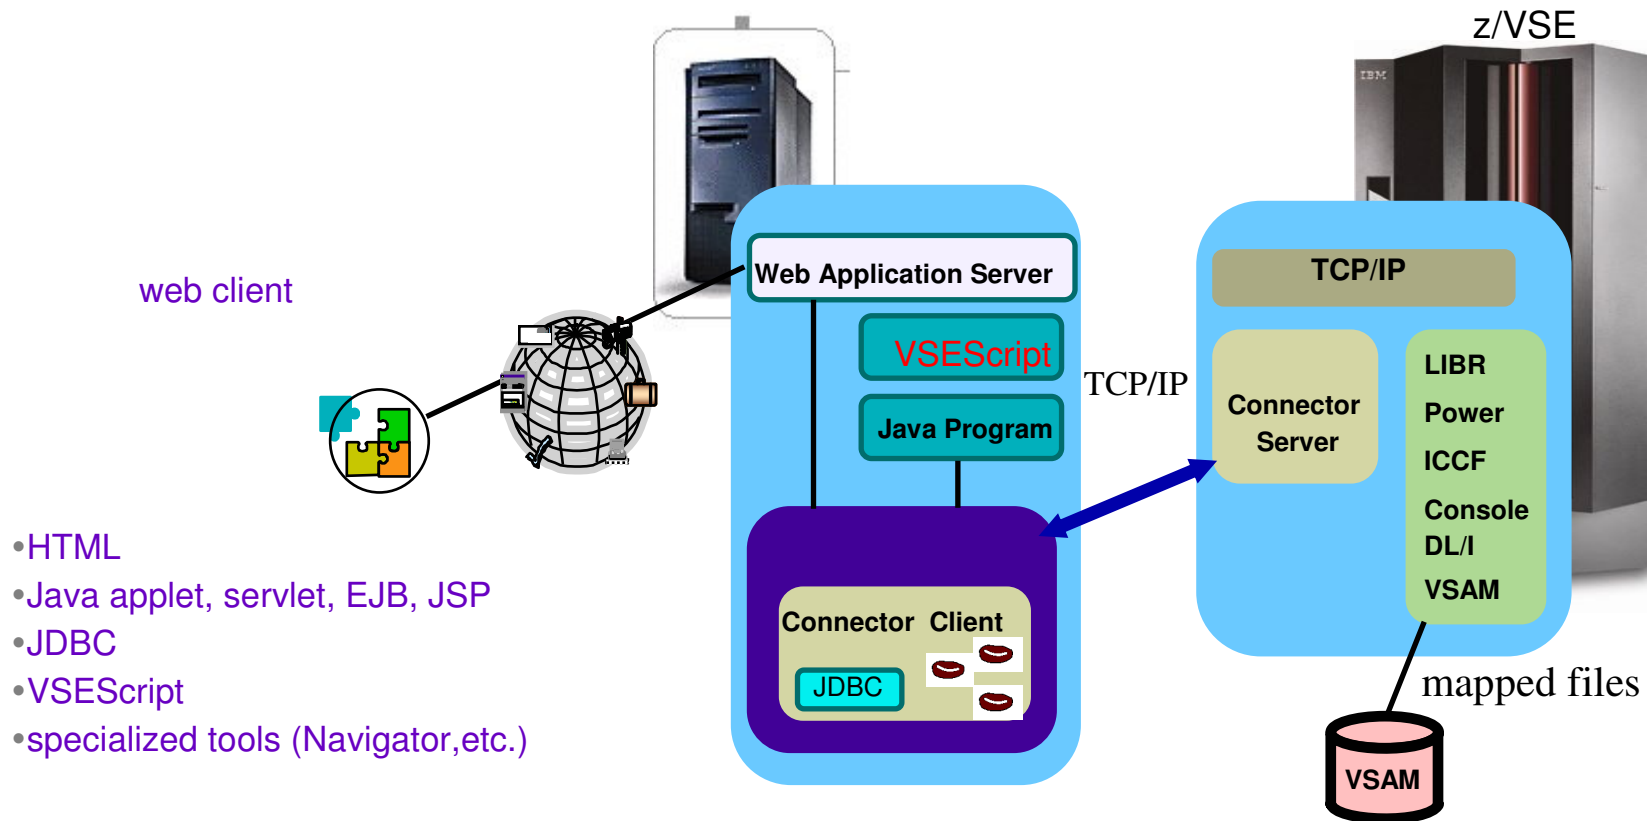 z/VSE
IBM
web client
Web Application Server
VSEScript
Java Program
TCP/IP
TCP/IP
Connector
Server
LIBR
Power
ICCF
Console
DL/I
VSAM
Connector Client
JDBC
mapped files
VSAM
•HTML
•Java applet, servlet, EJB, JSP
•JDBC
•VSEScript
•specialized tools (Navigator,etc.)